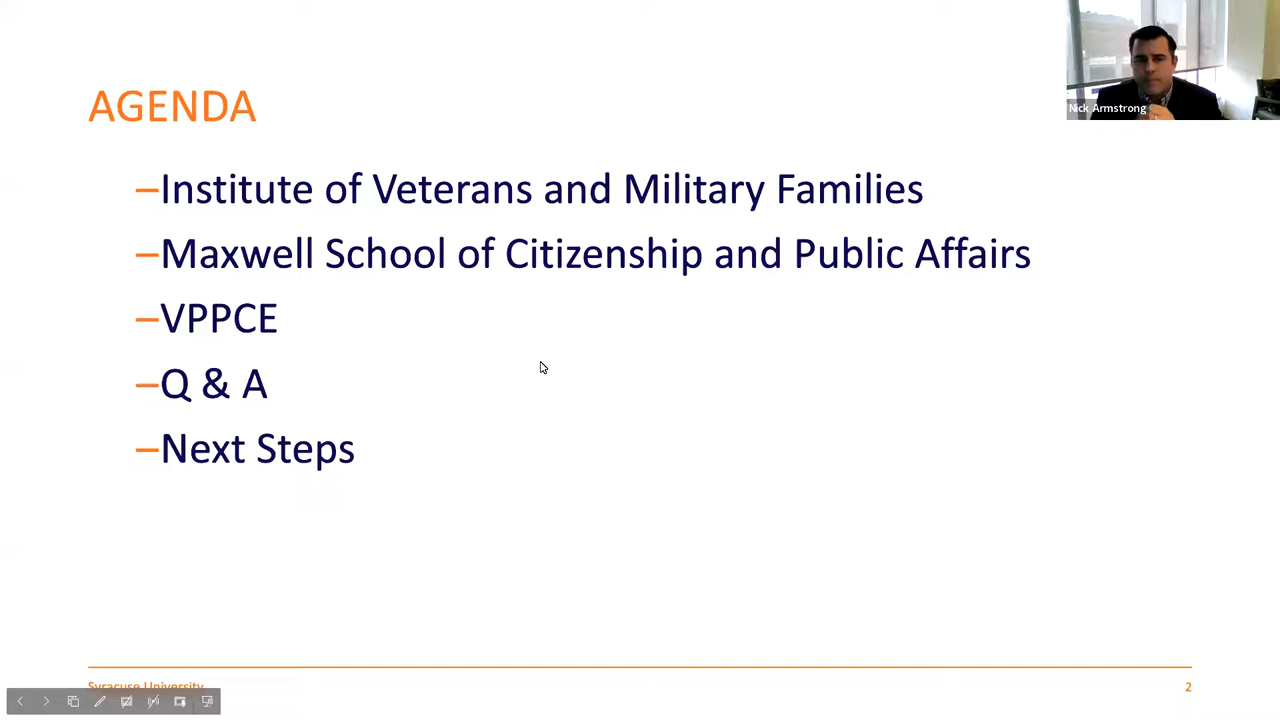 Nick Armstrong
AGENDA
–Institute of Veterans and Military Families
–Maxwell School of Citizenship and Public Affairs
–VPPCE
–Q & A
–Next Steps
Syracuse University
2